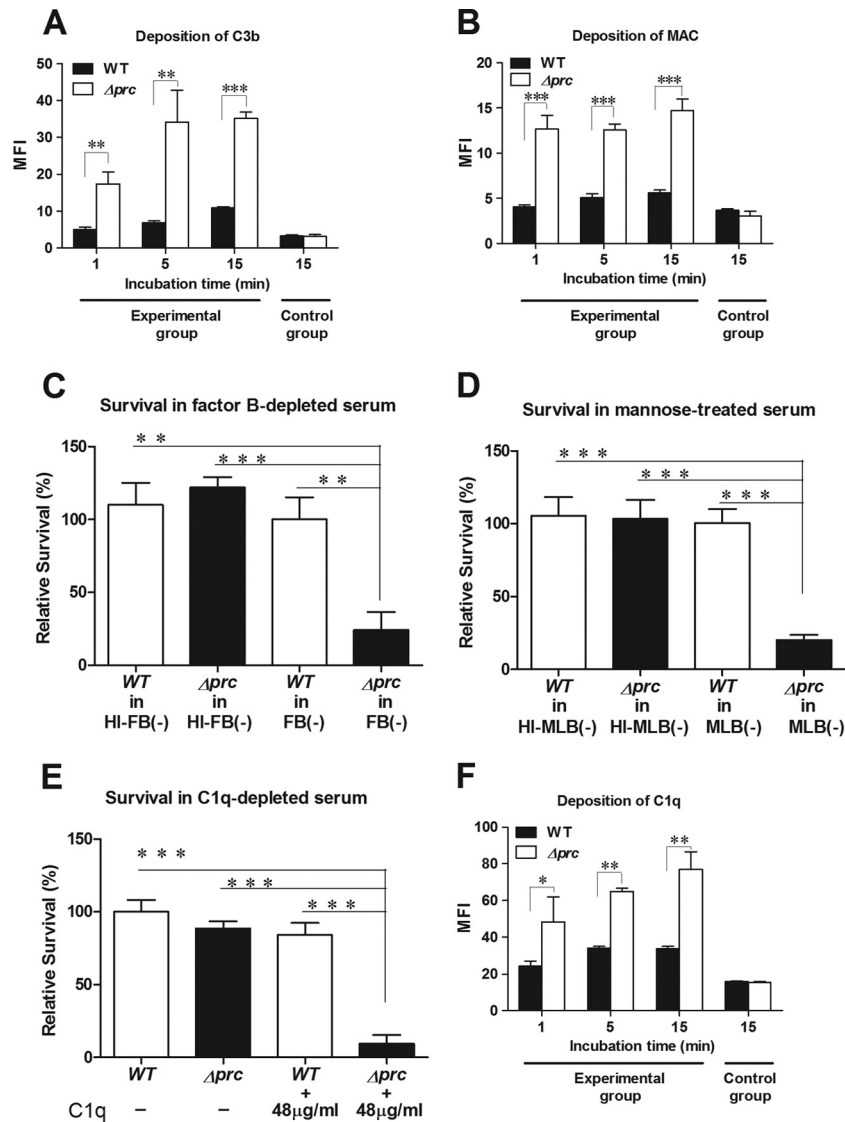 A
Deposition of C3b
WT
Δprc
50
40
30
20
10
0
MFI
**
**
***
1 5 15 15
Incubation time (min)
Experimental group
Control group
B
Deposition of MAC
WT
Δprc
20
15
10
5
0
MFI
***
***
***
1 5 15 15
Incubation time (min)
Experimental group
Control group
C
Survival in factor B-depleted serum
150
100
50
0
Relative Survival (%)
* *
* * *
* *
WT in HI-FB(-)
Δprc in HI-FB(-)
WT in FB(-)
Δprc in FB(-)
D
Survival in mannose-treated serum
150
100
50
0
Relative Survival (%)
* * *
* * *
* * *
WT in HI-MLB(-)
Δprc in HI-MLB(-)
WT in MLB(-)
Δprc in MLB(-)
E
Survival in C1q-depleted serum
150
100
50
0
Relative Survival (%)
* * *
* * *
* * *
WT
Δprc
WT + 48μg/ml
Δprc + 48μg/ml
C1q – –
F
Deposition of C1q
WT
Δprc
100
80
60
40
20
0
MFI
*
**
**
1 5 15 15
Incubation time (min)
Experimental group
Control group